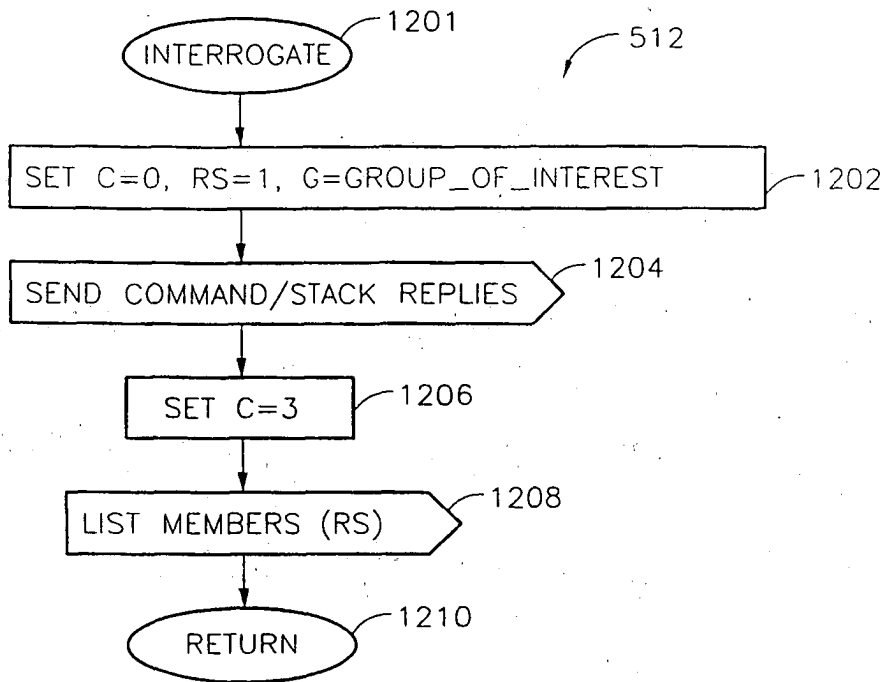 INTERROGATE
1201
512
SET C=0, RS=1, G=GROUP_OF_INTEREST
1202
SEND COMMAND/STACK REPLIES
1204
SET C=3
1206
LIST MEMBERS (RS)
1208
RETURN
1210